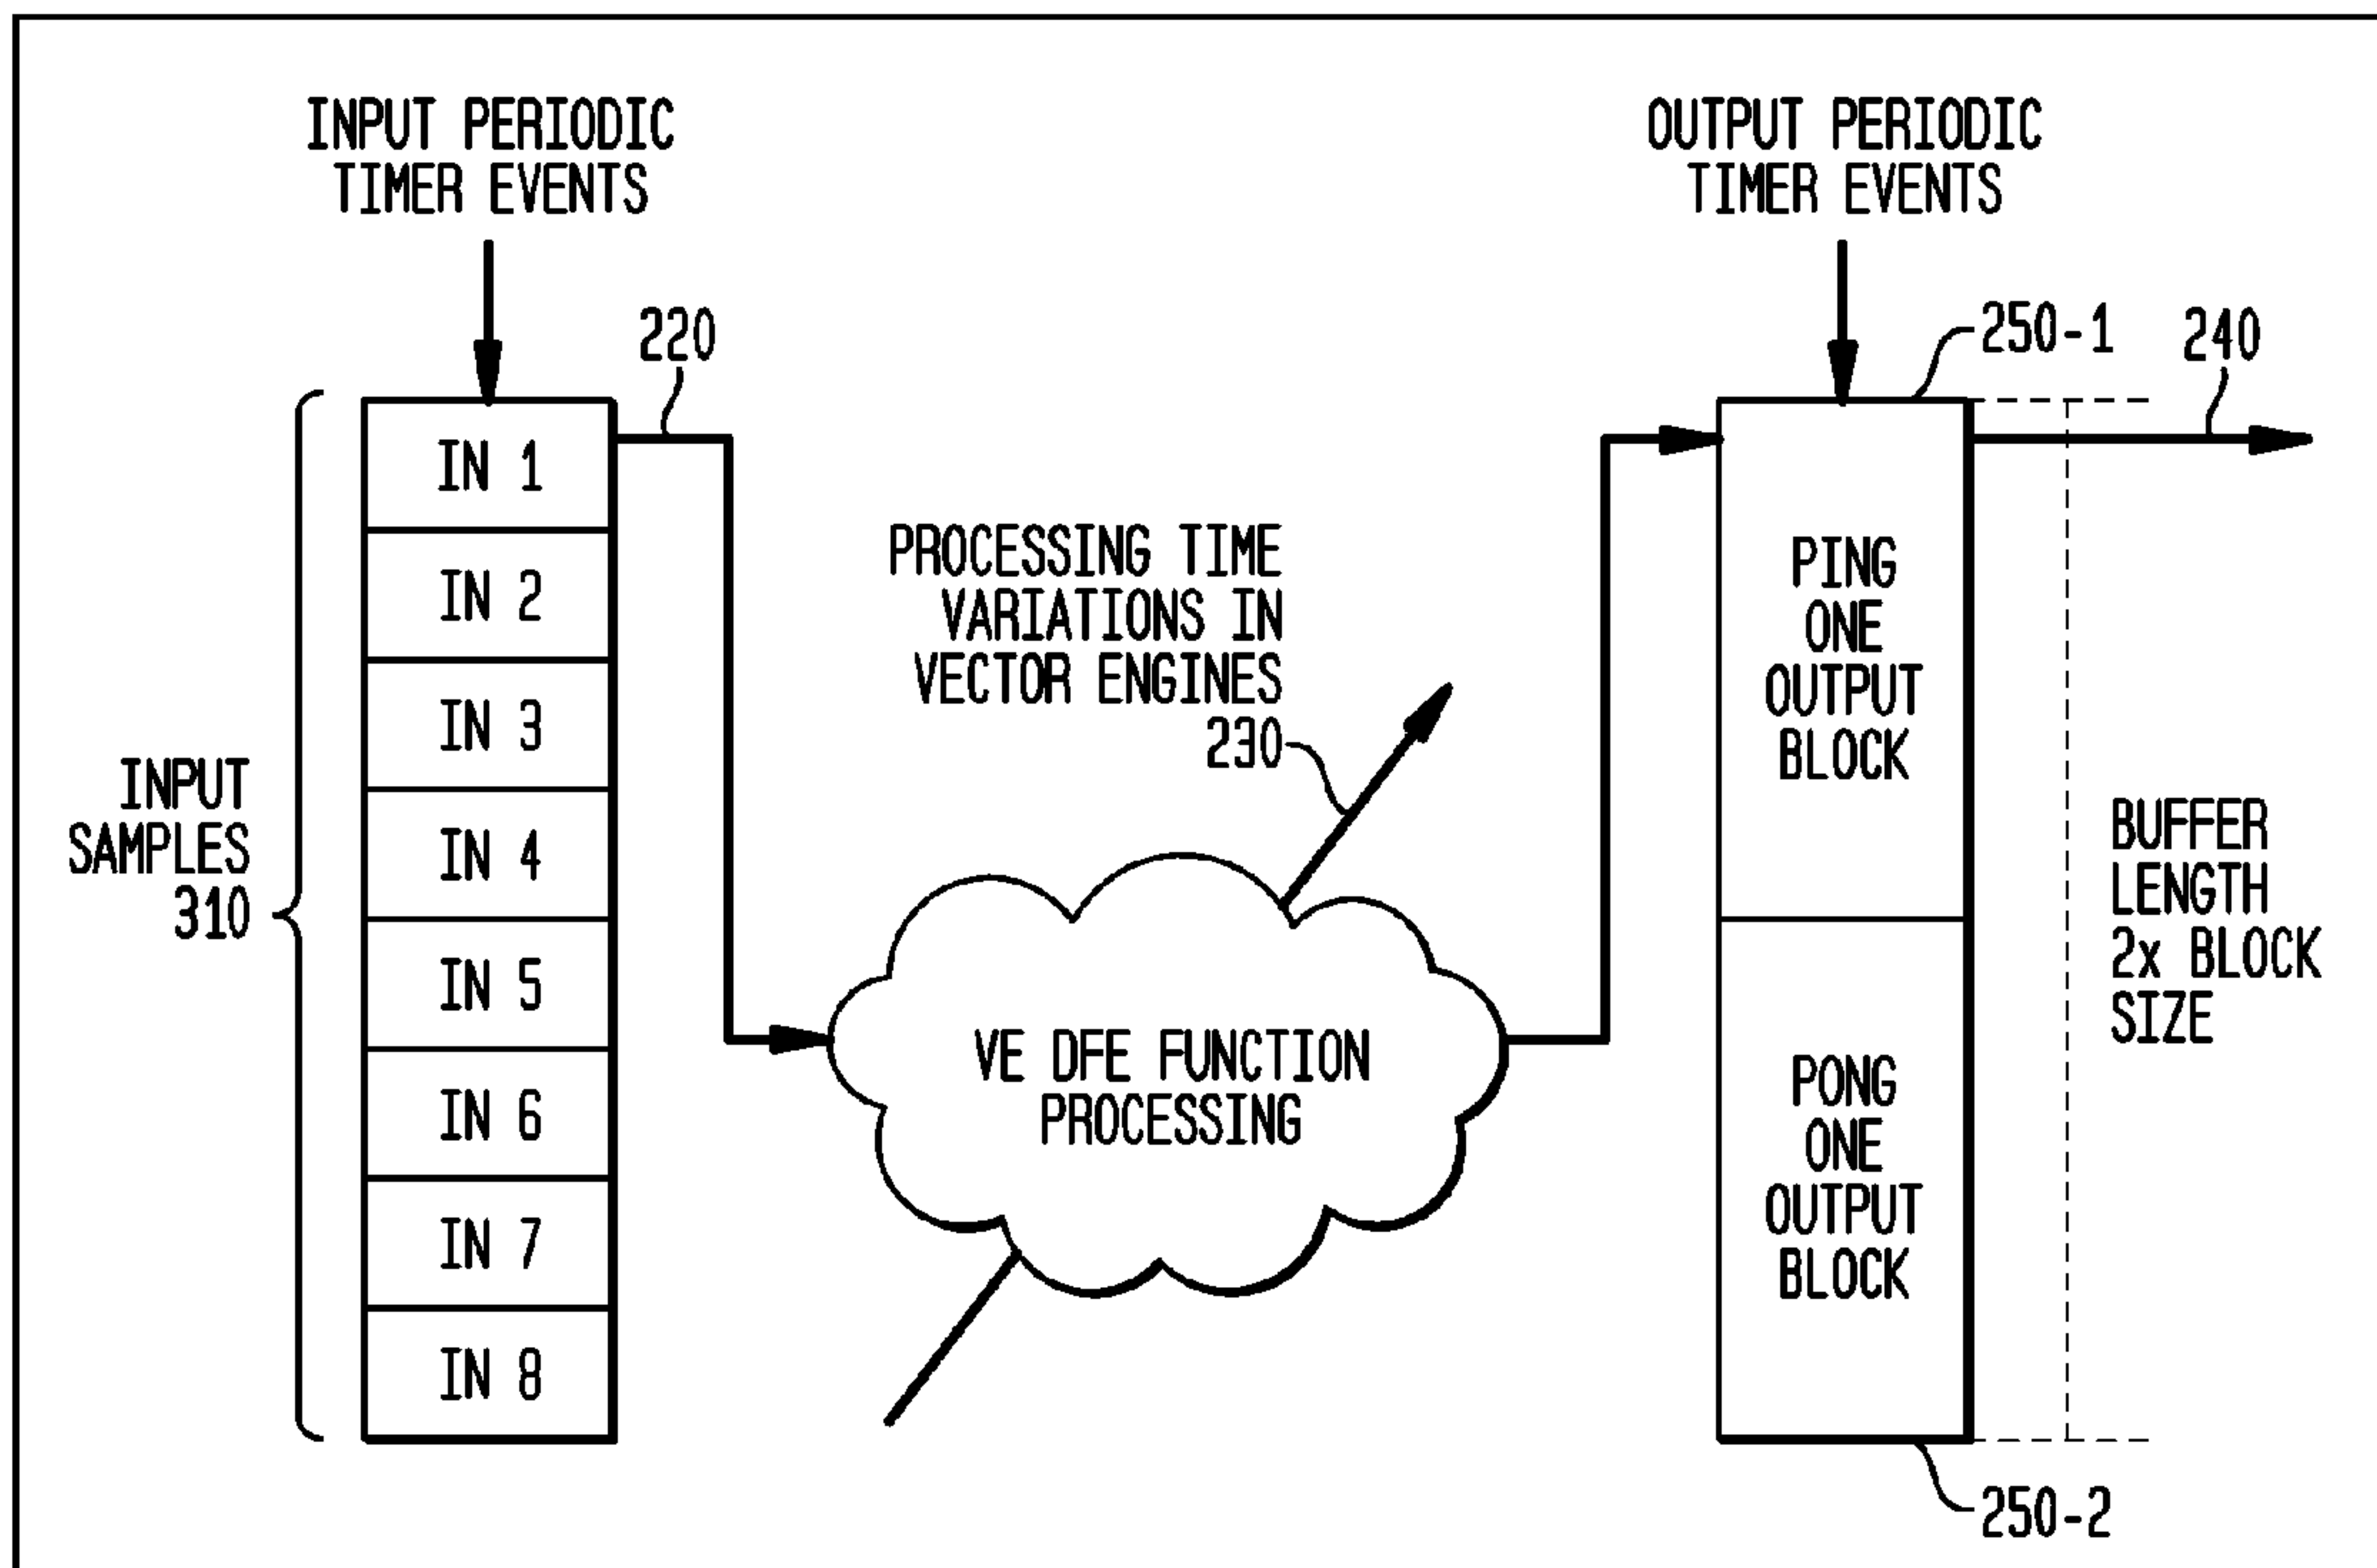 INPUT PERIODIC
TIMER EVENTS
OUTPUT PERIODIC
TIMER EVENTS
220
250-1
240
IN 1
IN 2
IN 3
IN 4
IN 5
IN 6
IN 7
IN 8
INPUT
SAMPLES
310
PROCESSING TIME
VARIATIONS IN
VECTOR ENGINES
230
VE DFE FUNCTION
PROCESSING
PING
ONE
OUTPUT
BLOCK
PONG
ONE
OUTPUT
BLOCK
BUFFER
LENGTH
2x BLOCK
SIZE
250-2